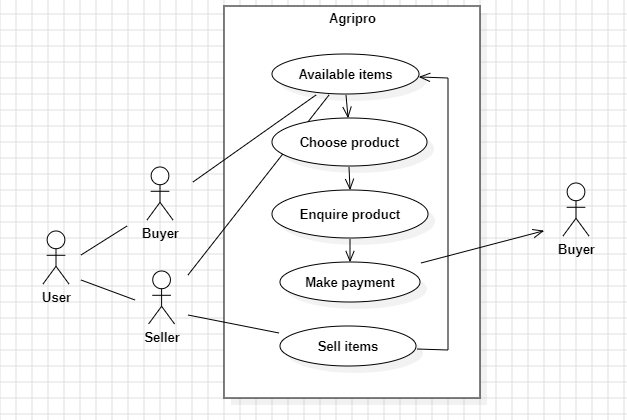 Agripro
Available items
Choose product
Enquire product
Make payment
Sell items
Buyer
User
Seller
Buyer